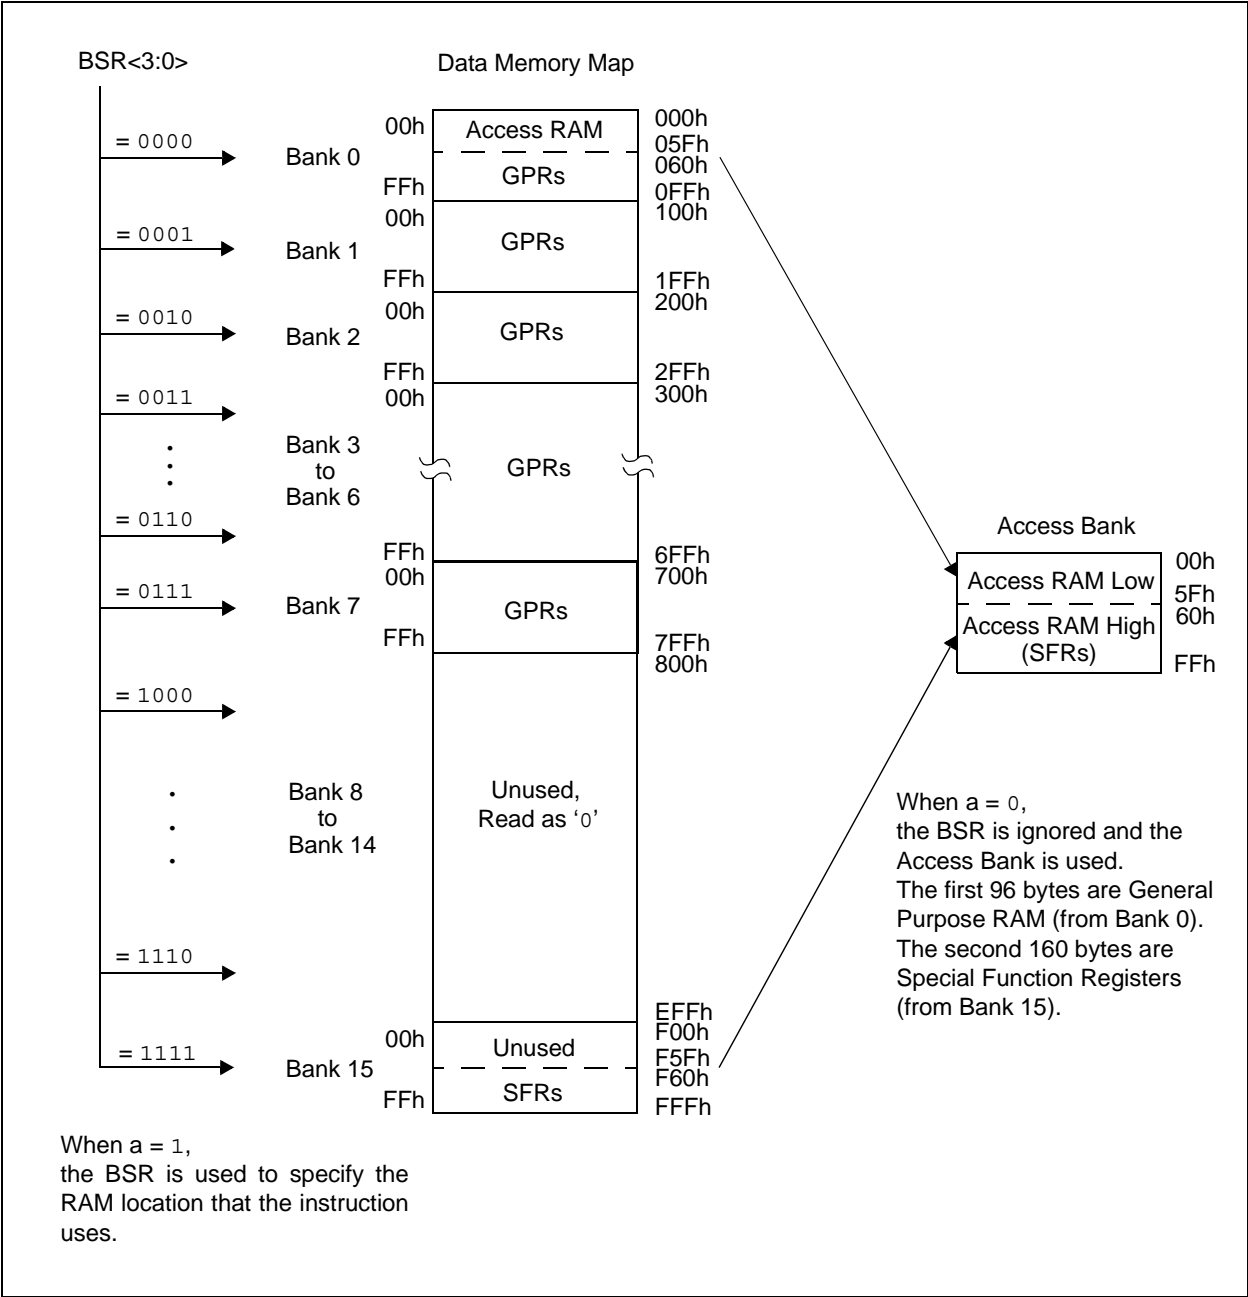 BSR<3:0>
Data Memory Map
= 0000
Bank 0
00h
Access RAM
000h
05Fh
060h
FFh
GPRs
0FFh
= 0001
Bank 1
00h
GPRs
100h
FFh
1FFh
= 0010
Bank 2
00h
GPRs
200h
FFh
2FFh
= 0011
00h
300h
Bank 3
to
Bank 6
GPRs
= 0110
FFh
6FFh
= 0111
Bank 7
00h
GPRs
700h
FFh
7FFh
800h
= 1000
Bank 8
to
Bank 14
Unused,
Read as ‘0’
= 1110
EFFh
= 1111
Bank 15
00h
Unused
F00h
F5Fh
F60h
FFh
SFRs
FFFh
Access Bank
Access RAM Low
00h
5Fh
60h
Access RAM High
(SFRs)
FFh
When a = 0,
the BSR is ignored and the
Access Bank is used.
The first 96 bytes are General
Purpose RAM (from Bank 0).
The second 160 bytes are
Special Function Registers
(from Bank 15).
When a = 1,
the BSR is used to specify the
RAM location that the instruction
uses.